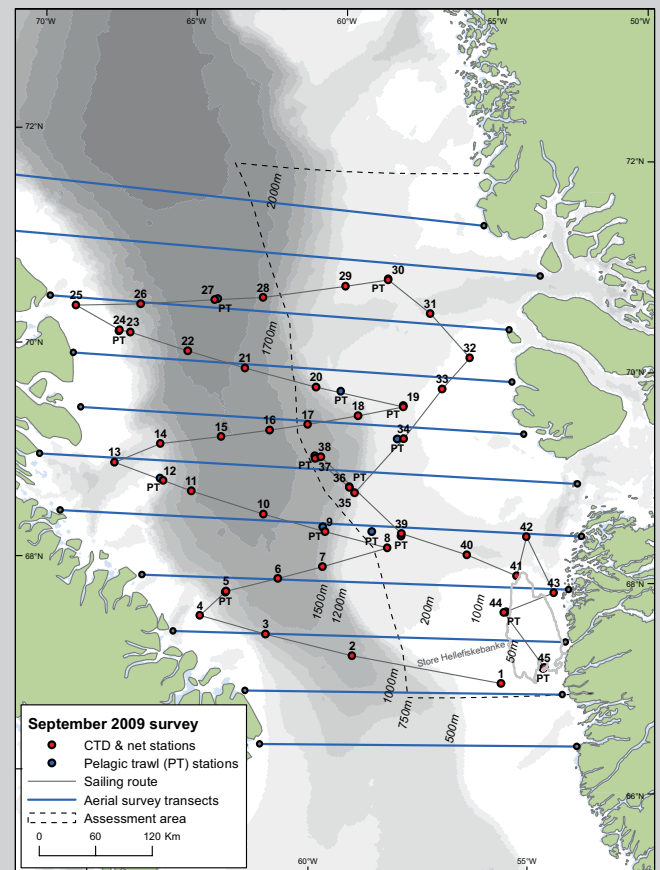 70°W
65°W
60°W
55°W
50°W
72°N
72°N
2000m
29
30
PT
25
26
27
PT
28
31
24
PT
23
1700m
22
21
32
70°N
70°N
20
PT
33
19
PT
18
17
16
15
14
34
PT
13
38
PT
37
12
PT
11
36
PT
35
10
9
PT
PT
39
PT
8
40
42
68°N
7
6
41
68°N
5
PT
43
4
1500m
1200m
200m
100m
44
PT
3
2
50m
Store Hellefiskebanke
45
PT
1
1000m
750m
500m
September 2009 survey
CTD & net stations
Pelagic trawl (PT) stations
Sailing route
Aerial survey transects
Assessment area
0 60 120 Km
66°N
60°W
55°W